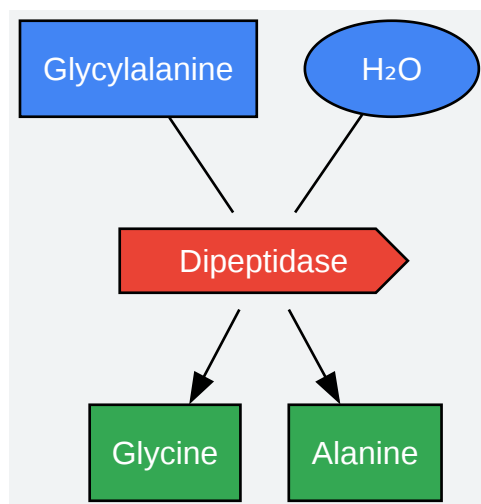 Glycylalanine
H₂O
Dipeptidase
Glycine
Alanine